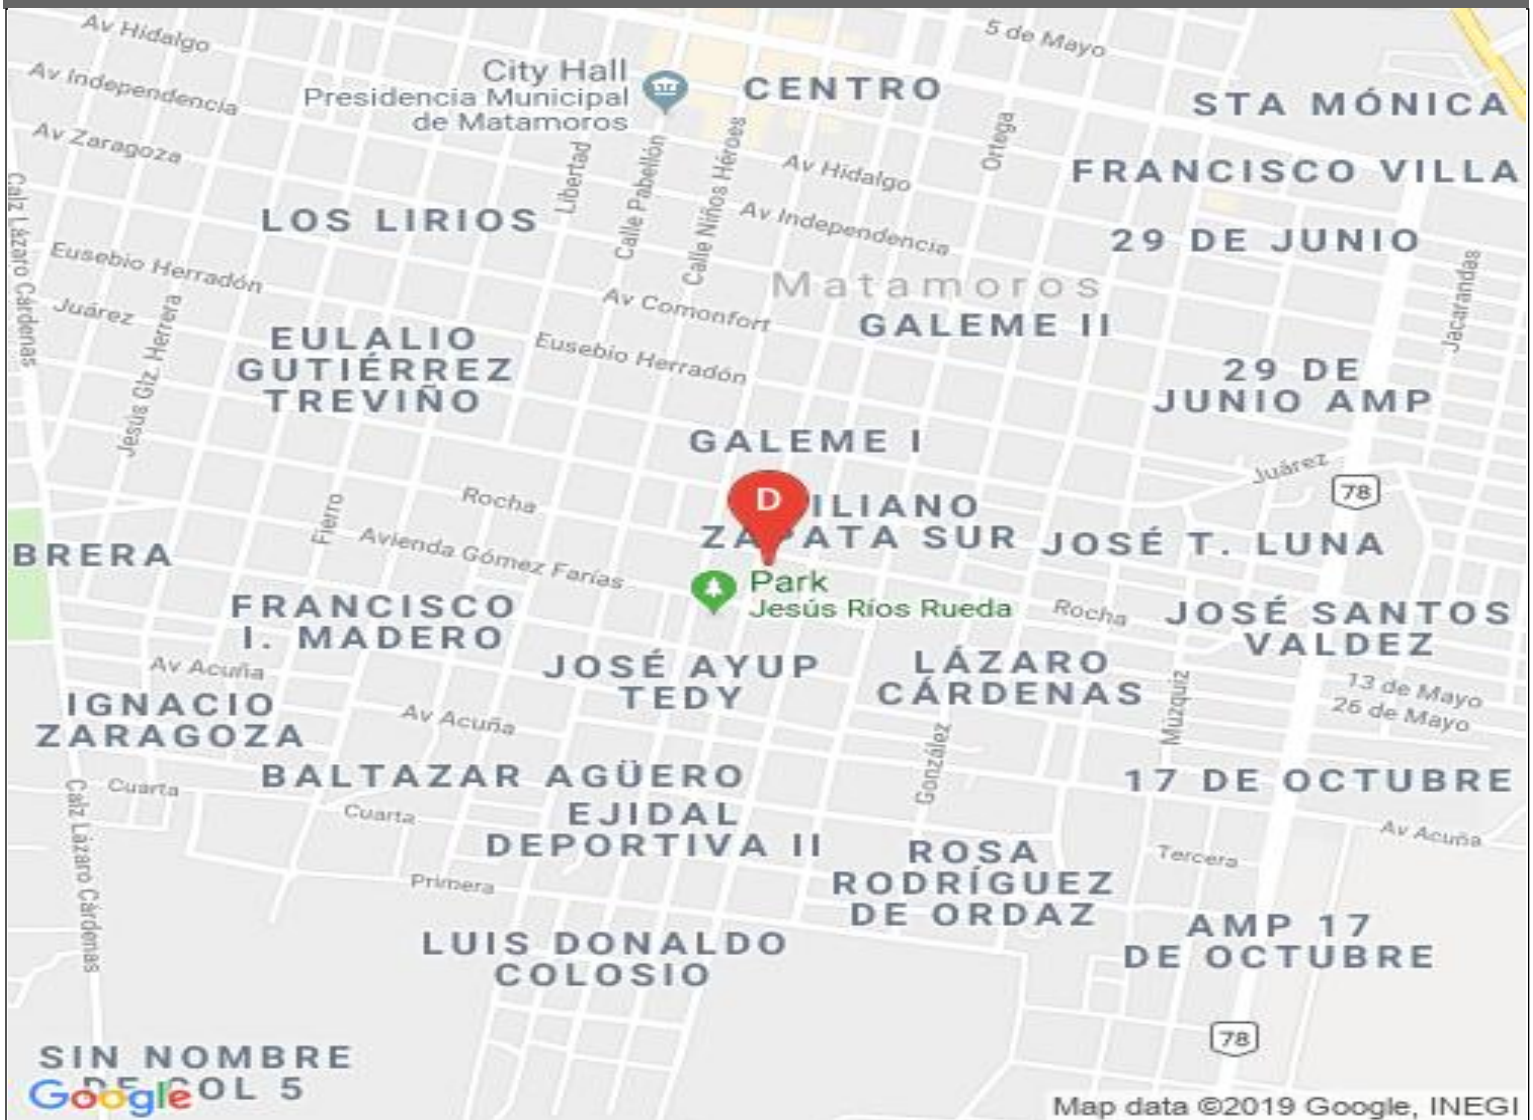 Av Hidalgo
5 de Mayo
City Hall
Presidencia Municipal
de Matamoros
CENTRO
Av Independencia
STA MÓNICA
Av Zaragoza
Libertad
Calle Pabellón
Calle Niños Héroes
Ortega
Av Hidalgo
FRANCISCO VILLA
Calz Lázaro Cárdenas
LOS LIRIOS
Av Independencia
29 DE JUNIO
Eusebio Herradón
Matamoros
Jacarandas
Juárez
Av Comonfort
GALEME II
Jesús Glz. Herrera
EULALIO
GUTIÉRREZ
TREVIÑO
Eusebio Herradón
29 DE
JUNIO AMP
GALEME I
Juárez
78
Rocha
D
ILIANO
ZAPATA SUR
Fierro
Avienda Gómez Farías
JOSÉ T. LUNA
BRERA
Park
Jesús Ríos Rueda
FRANCISCO
I. MADERO
Rocha
JOSÉ SANTOS
VALDEZ
Av Acuña
JOSÉ AYUP
TEDY
LÁZARO
CÁRDENAS
Múzquiz
13 de Mayo
26 de Mayo
IGNACIO
ZARAGOZA
Av Acuña
González
Cuarta
BALTAZAR AGÜERO
17 DE OCTUBRE
Calz Lázaro Cárdenas
Cuarta
EJIDAL
DEPORTIVA II
Av Acuña
ROSA
RODRÍGUEZ
DE ORDAZ
Tercera
Primera
AMP 17
DE OCTUBRE
LUIS DONALDO
COLOSIO
78
SIN NOMBRE
DE COL 5
Google
Map data ©2019 Google, INEGI